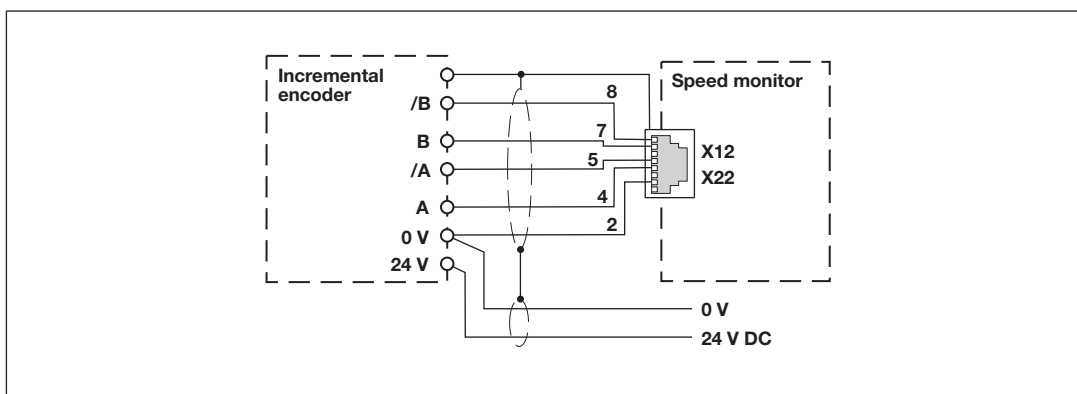 Incremental
encoder
Speed monitor
/B
8
B
7
X12
/A
5
X22
A
4
0 V
2
24 V
0 V
24 V DC